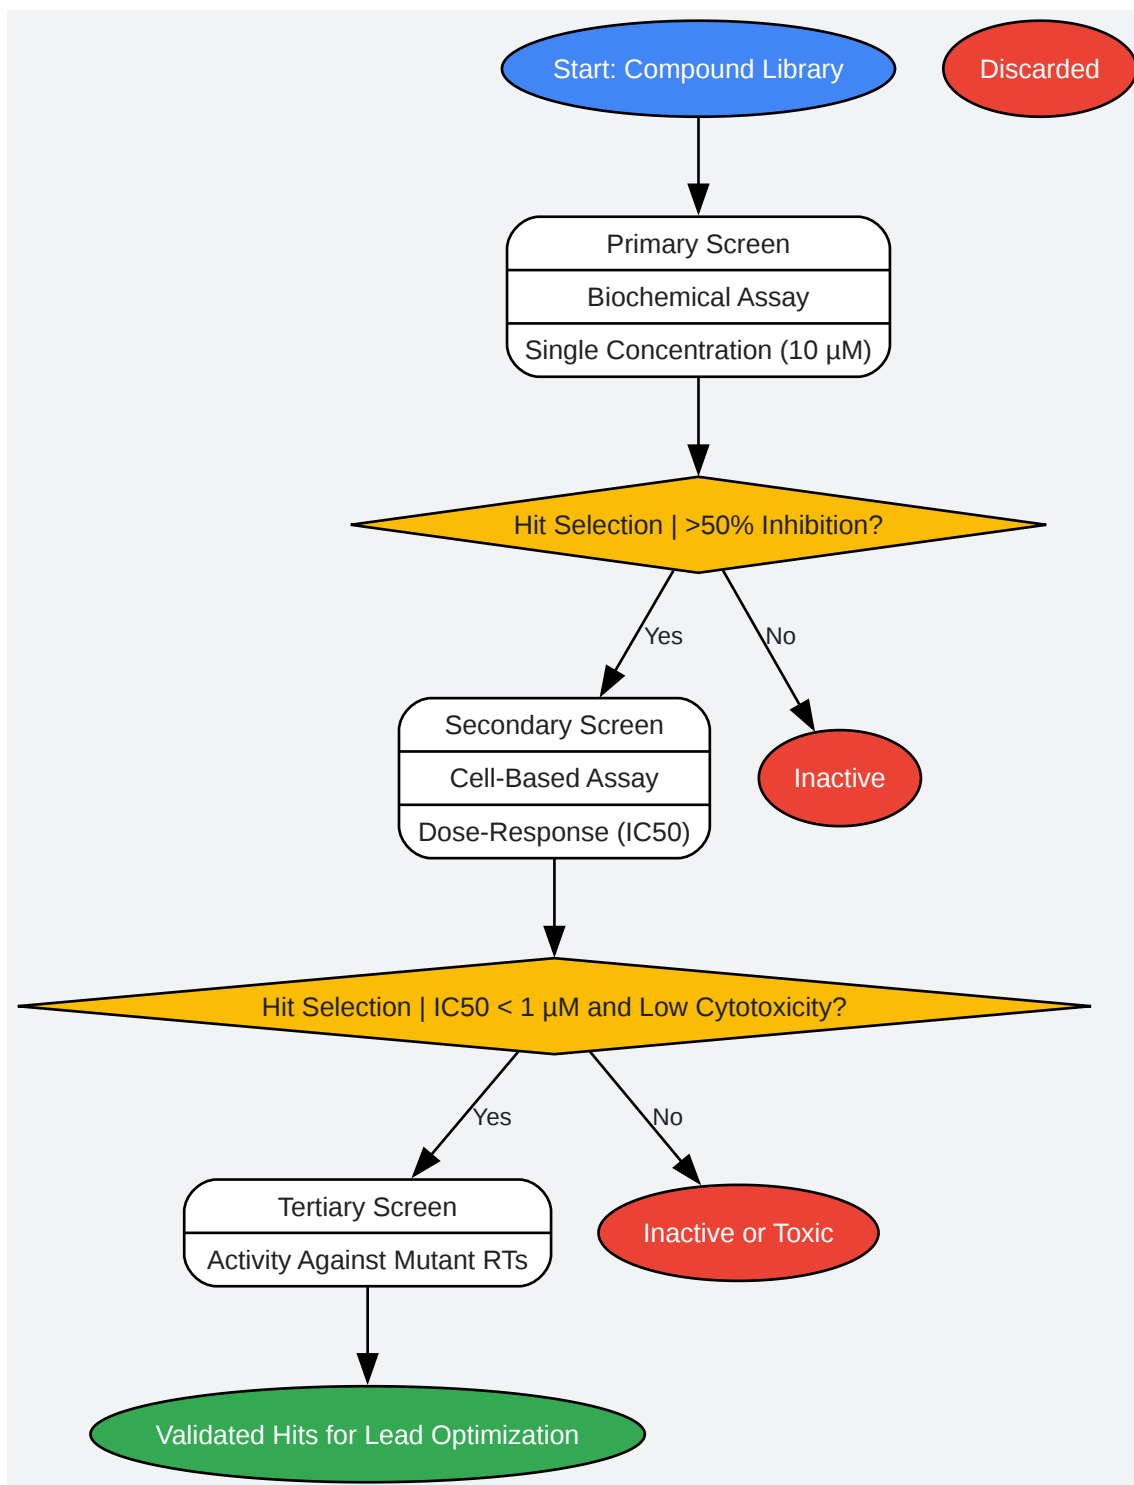 Start: Compound Library
Discarded
Primary Screen
Biochemical Assay
Single Concentration (10 µM)
Hit Selection | >50% Inhibition?
Yes
No
Secondary Screen
Cell-Based Assay
Dose-Response (IC50)
Inactive
Hit Selection | IC50 < 1 µM and Low Cytotoxicity?
Yes
No
Tertiary Screen
Activity Against Mutant RTs
Inactive or Toxic
Validated Hits for Lead Optimization